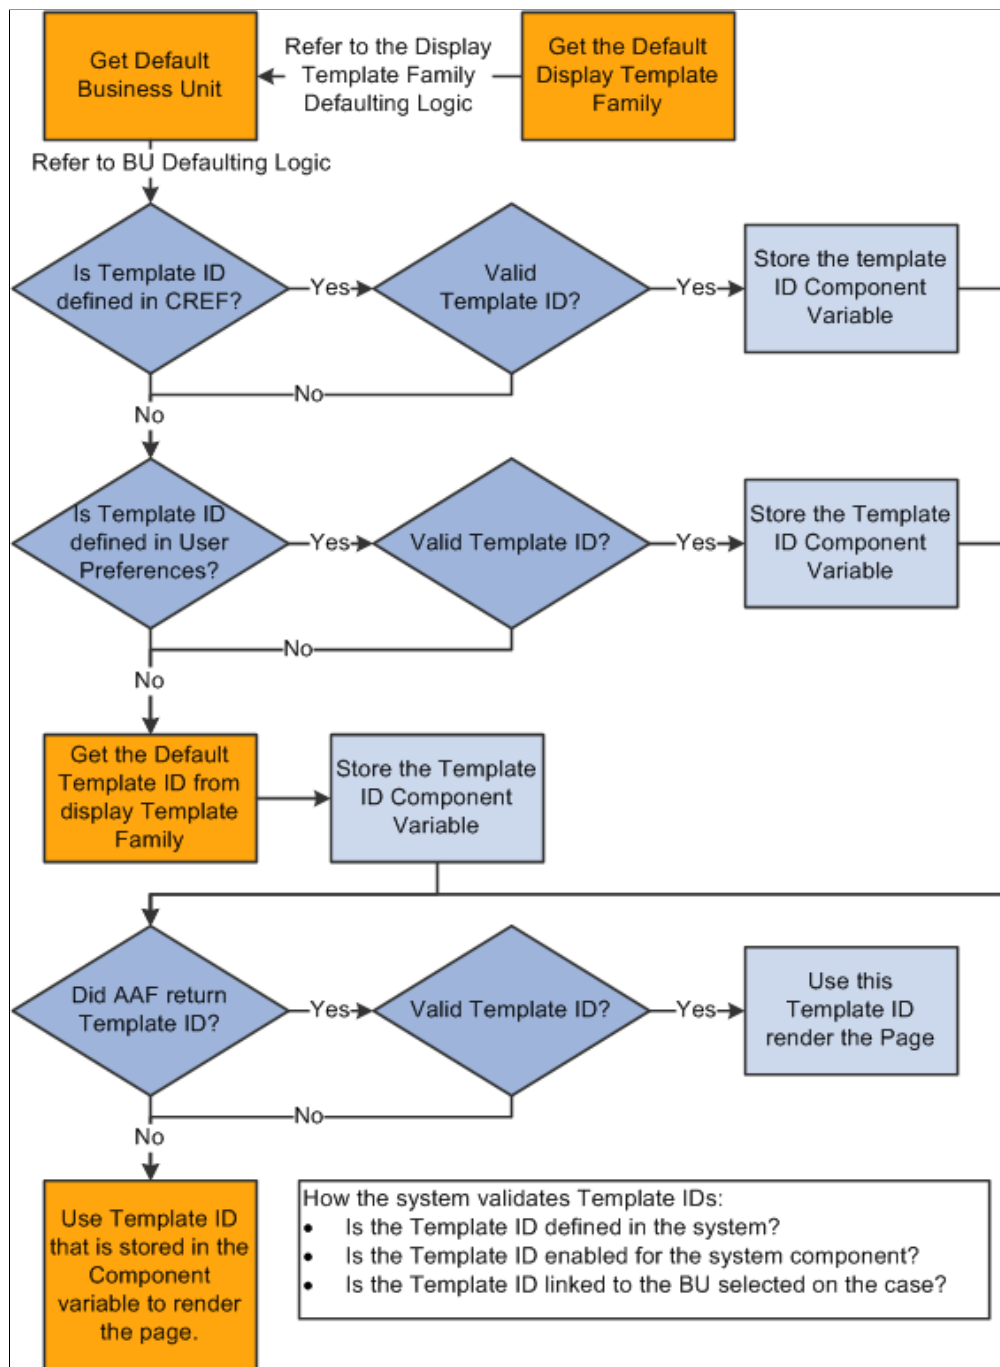 Get Default
Business Unit
Refer to the Display
Template Family
Defaulting Logic
Get the Default
Display Template
Family
Refer to BU Defaulting Logic
Is Template ID
defined in CREF?
Yes
Valid
Template ID?
Yes
Store the template
ID Component
Variable
No
No
Is Template ID
defined in User
Preferences?
Yes
Valid Template ID?
Yes
Store the Template
ID Component
Variable
No
No
Get the Default
Template ID from
display Template
Family
Store the Template
ID Component
Variable
Did AAF return
Template ID?
Yes
Valid Template ID?
Yes
Use this
Template ID
render the Page
No
No
Use Template ID
that is stored in the
Component
variable to render
the page.
How the system validates Template IDs:
• Is the Template ID defined in the system?
• Is the Template ID enabled for the system component?
• Is the Template ID linked to the BU selected on the case?